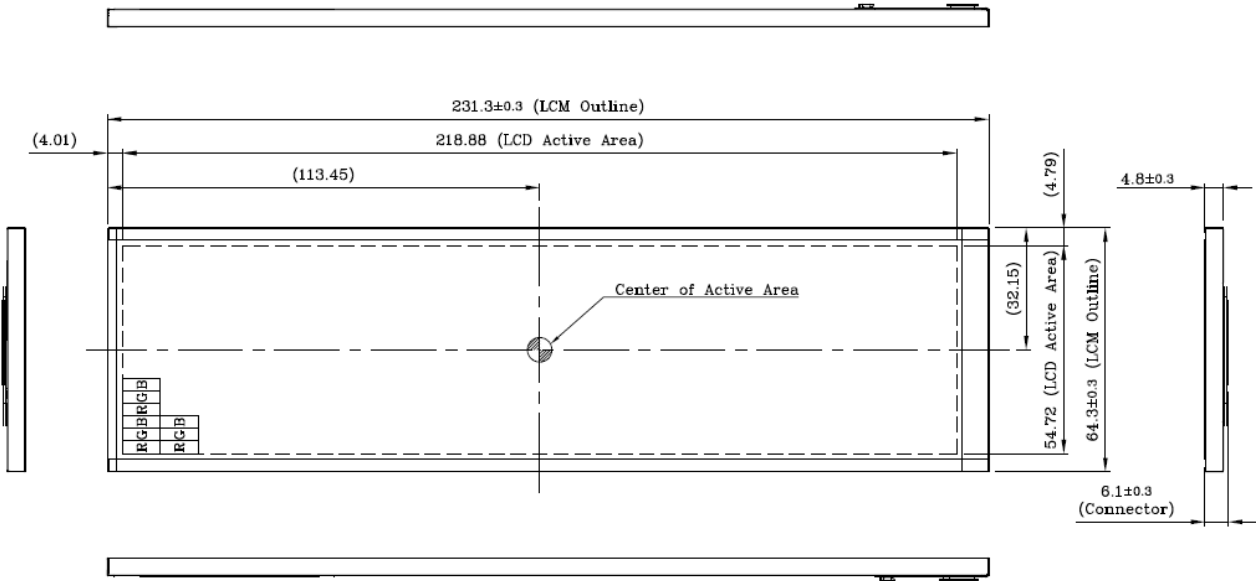 231.3±0.3 (LCM Outline)
(4.01)
218.88 (LCD Active Area)
(113.45)
(4.79)
4.8±0.3
Center of Active Area
(32.15)
54.72 (LCD Active Area)
64.3±0.3 (LCM Outline)
RGBRGB
RGB
RGB
6.1±0.3
(Connector)